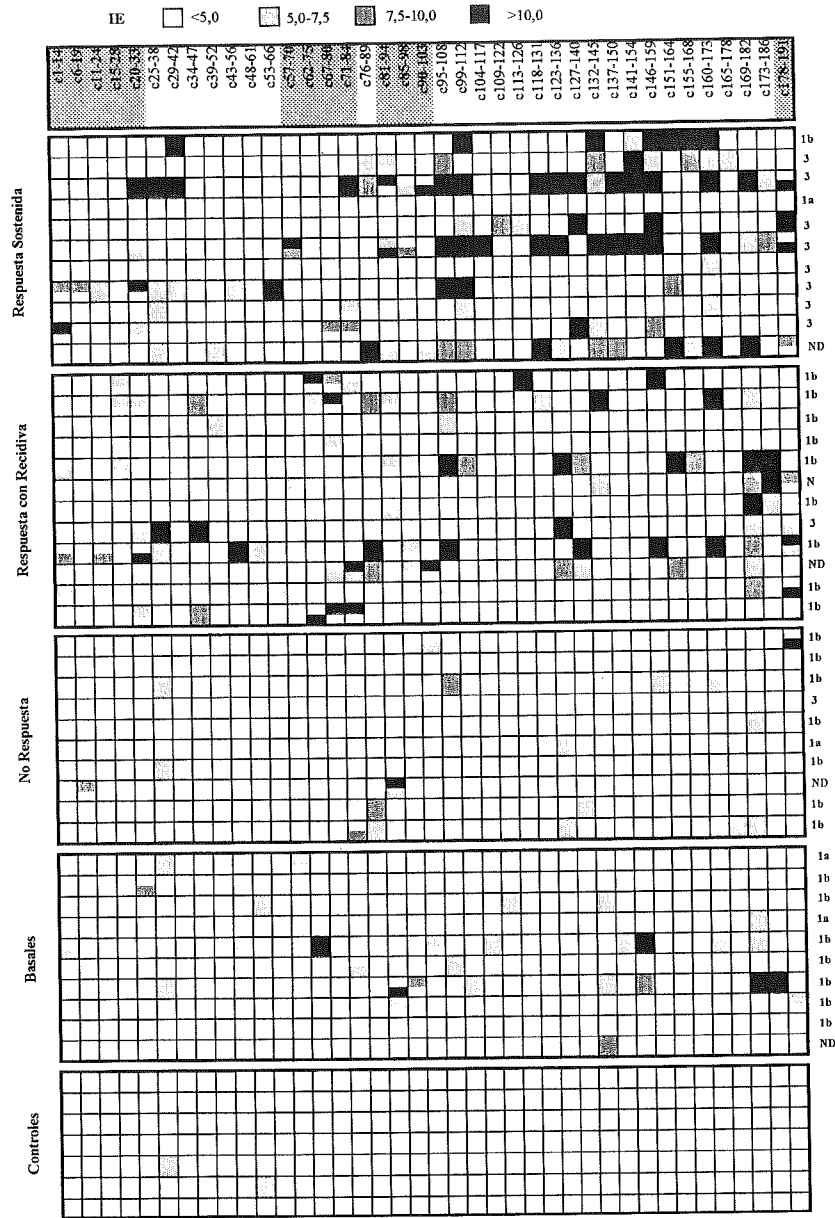 IE <5,0 5,0-7,5 7,5-10,0 >10,0
c1-14
c6-19
c11-24
c15-28
c20-33
c25-38
c29-42
c34-47
c39-52
c43-56
c48-61
c53-66
c57-70
c62-75
c67-80
c71-84
c76-89
c81-94
c85-98
c90-103
c95-108
c99-112
c104-117
c109-122
c113-126
c118-131
c123-136
c127-140
c132-145
c137-150
c141-154
c146-159
c151-164
c155-168
c160-173
c165-178
c169-182
c173-186
c178-191
Respuesta Sostenida
1b
3
3
1a
3
3
3
3
3
3
ND
Respuesta con Recidiva
1b
1b
1b
1b
1b
N
1b
3
1b
ND
1b
1b
No Respuesta
1b
1b
1b
3
1b
1a
1b
ND
1b
1b
Basales
1a
1b
1b
1a
1b
1b
1b
1b
1b
ND
Controles